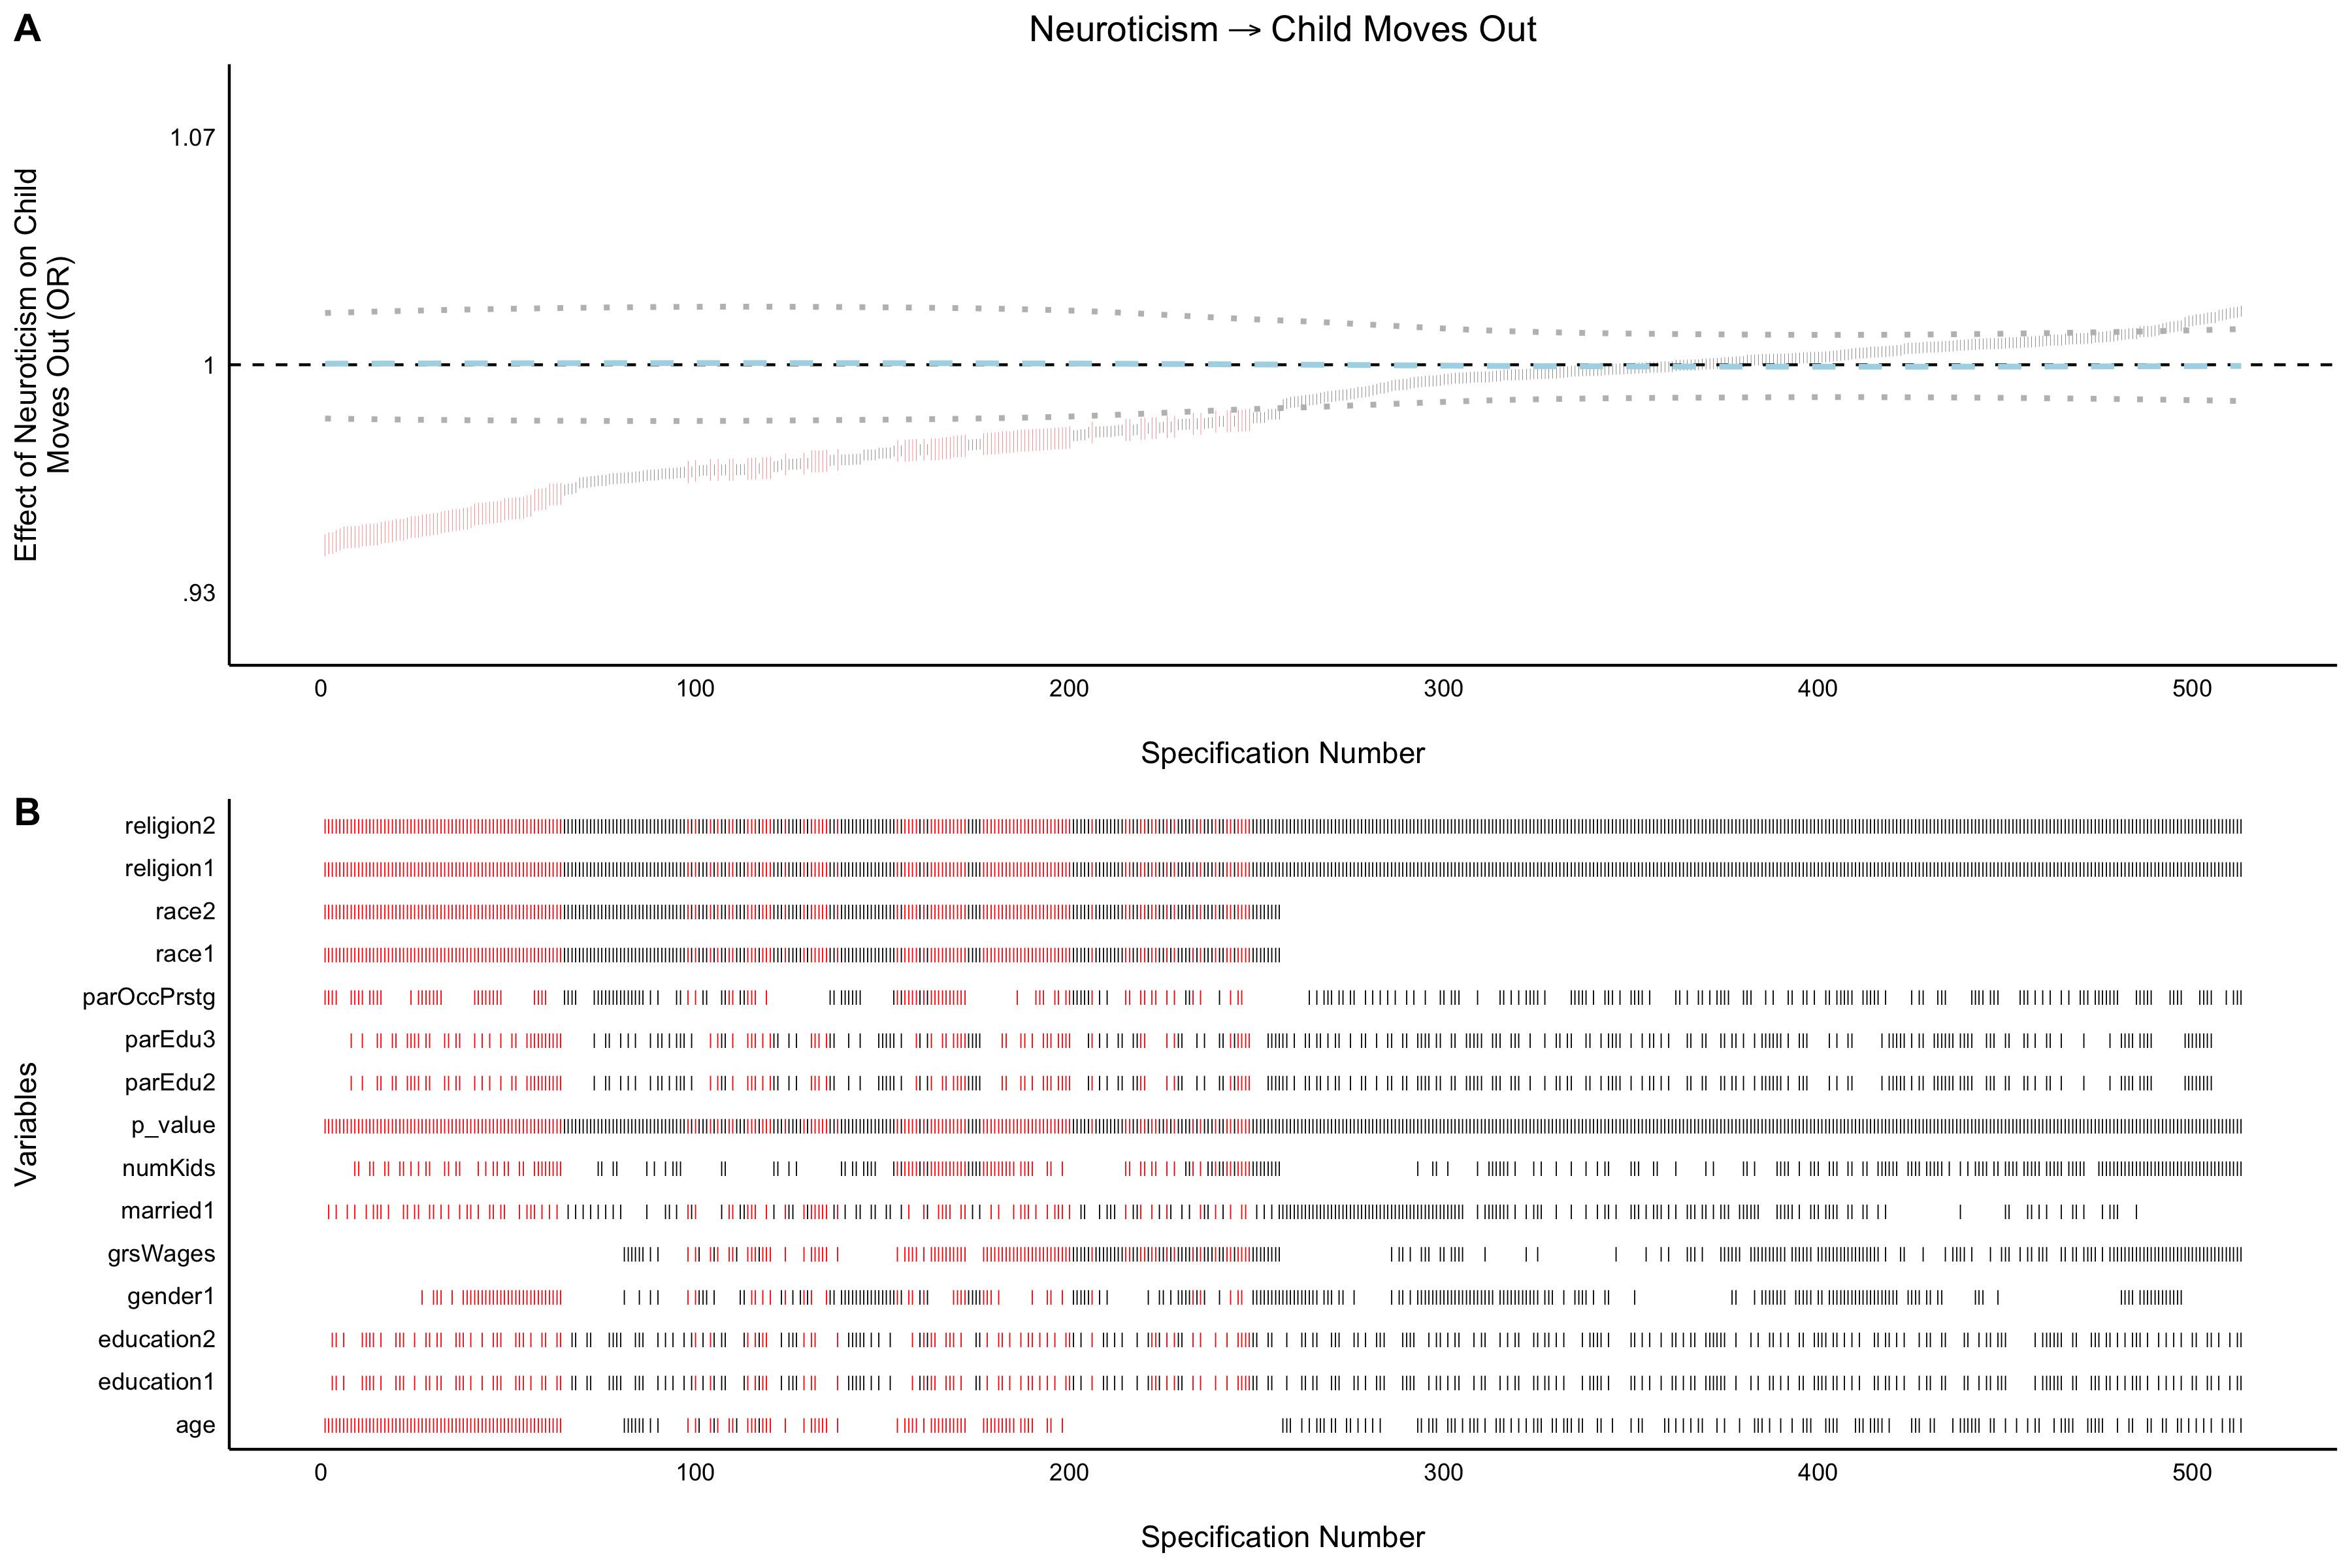 A
Neuroticism → Child Moves Out
Effect of Neuroticism on Child
Moves Out (OR)
1.07
1
.93
0 100 200 300 400 500
Specification Number
B
Variables
religion2
religion1
race2
race1
parOccPrstg
parEdu3
parEdu2
p_value
numKids
married1
grsWages
gender1
education2
education1
age
0 100 200 300 400 500
Specification Number